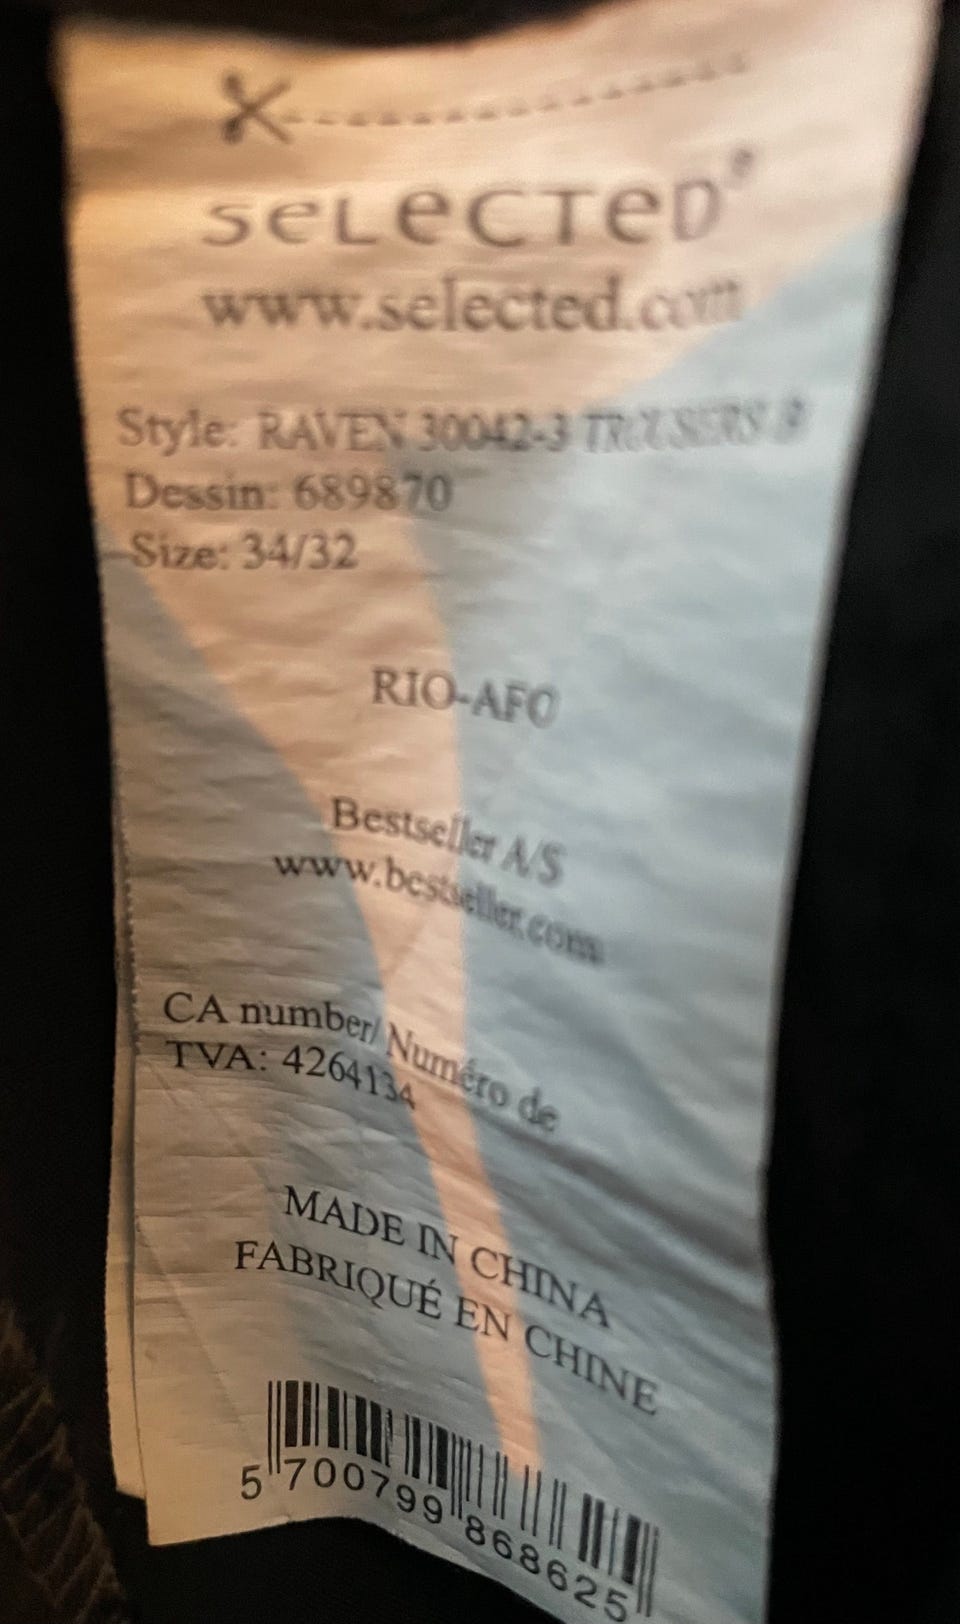 SELECTED®
www.selected.com
Style: RAVEN 30042-3 TROUSERS B
Dessin: 689870
Size: 34/32
RIO-AFO
Bestseller A/S
www.bestseller.com
CA number/ Numéro de
TVA: 4264134
MADE IN CHINA
FABRIQUÉ EN CHINE
5 700799 868625